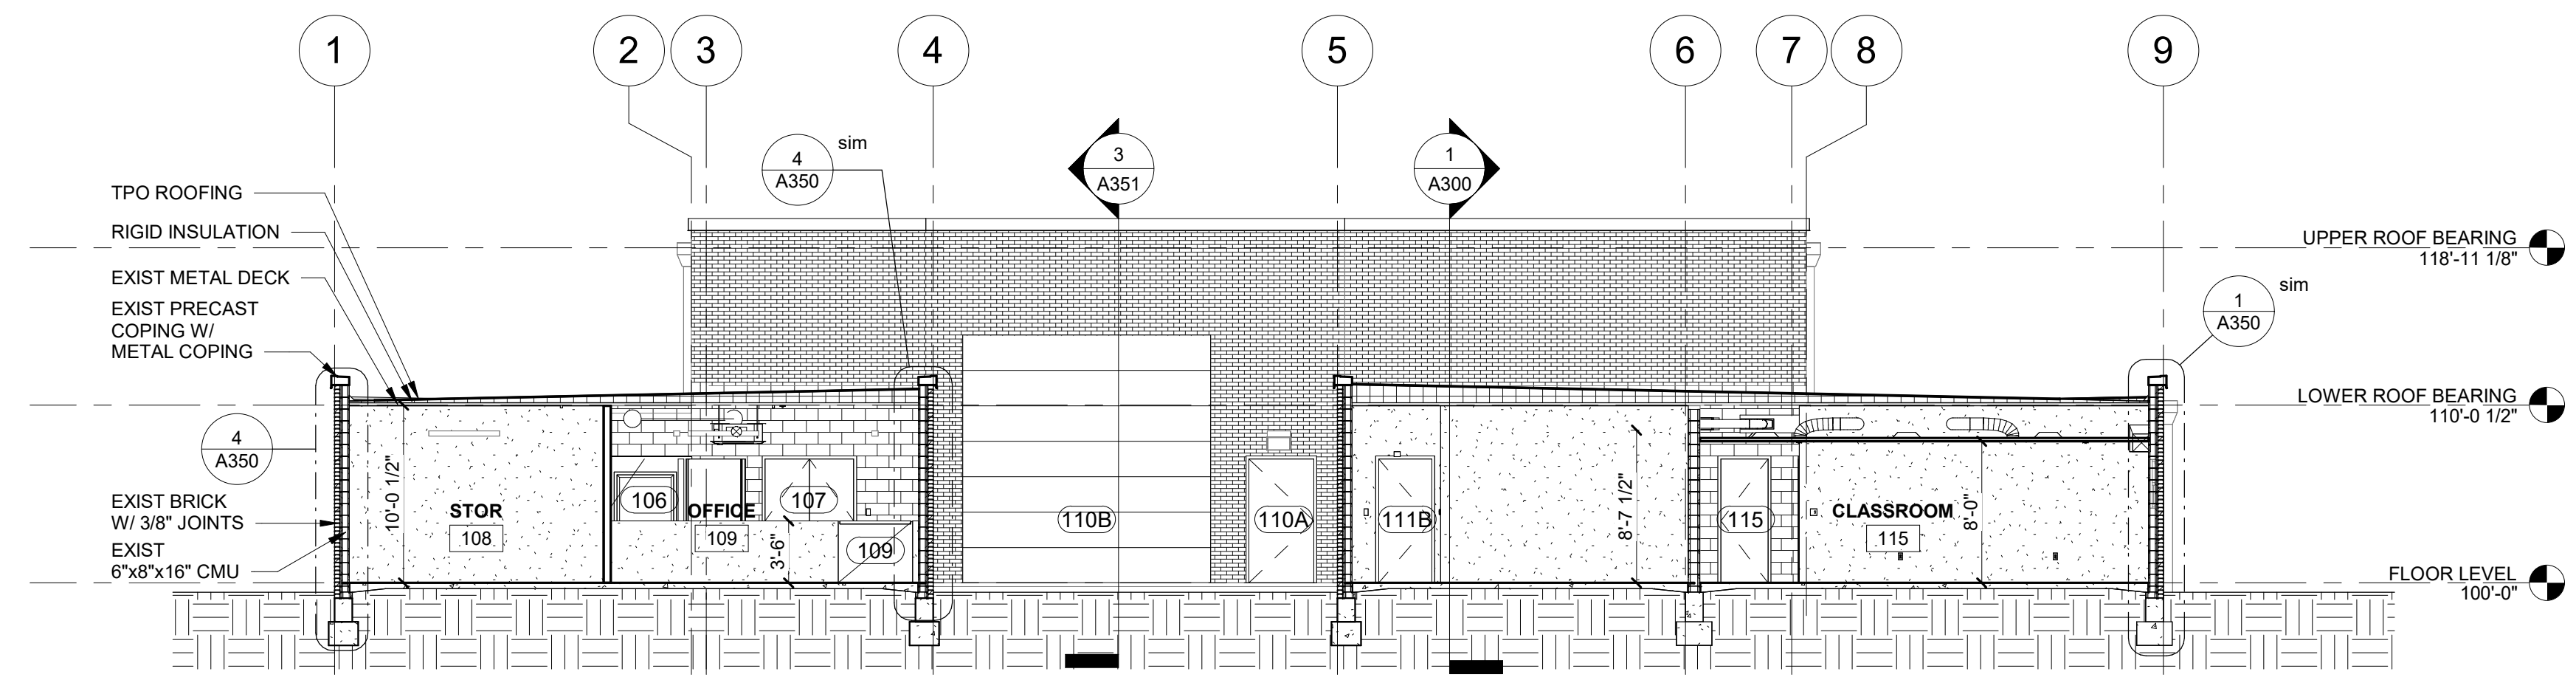 1
2
3
4
5
6
7
8
9
4
A350
sim
3
A351
1
A300
TPO ROOFING
RIGID INSULATION
EXIST METAL DECK
EXIST PRECAST
COPING W/
METAL COPING
UPPER ROOF BEARING
118'-11 1/8"
1
A350
sim
LOWER ROOF BEARING
110'-0 1/2"
4
A350
EXIST BRICK
W/ 3/8" JOINTS
EXIST
6"x8"x16" CMU
10'-0 1/2"
STOR
108
106
OFFICE
109
107
3'-6"
109
110B
110A
111B
8'-7 1/2"
115
CLASSROOM
115
8'-0"
FLOOR LEVEL
100'-0"